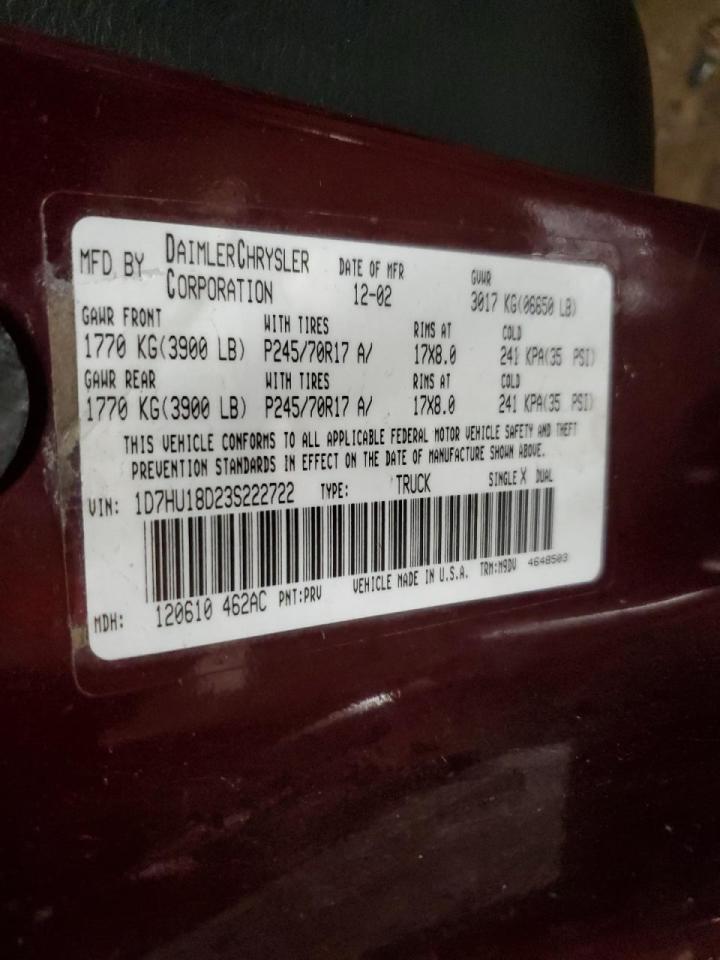 MFD BY DAIMLERCHRYSLER CORPORATION DATE OF MFR 12-02 GVWR 3017 KG(06650 LB)
GAWR FRONT WITH TIRES RIMS AT COLD
1770 KG(3900 LB) P245/70R17 A/ 17X8.0 241 KPA(35 PSI)
GAWR REAR WITH TIRES RIMS AT COLD
1770 KG(3900 LB) P245/70R17 A/ 17X8.0 241 KPA(35 PSI)
THIS VEHICLE CONFORMS TO ALL APPLICABLE FEDERAL MOTOR VEHICLE SAFETY AND THEFT
PREVENTION STANDARDS IN EFFECT ON THE DATE OF MANUFACTURE SHOWN ABOVE.
VIN: 1D7HU18D23S222722 TYPE: TRUCK SINGLE X DUAL
MDH: 120610 462AC PNT:PRV VEHICLE MADE IN U.S.A. TRM:M9DV 4648503